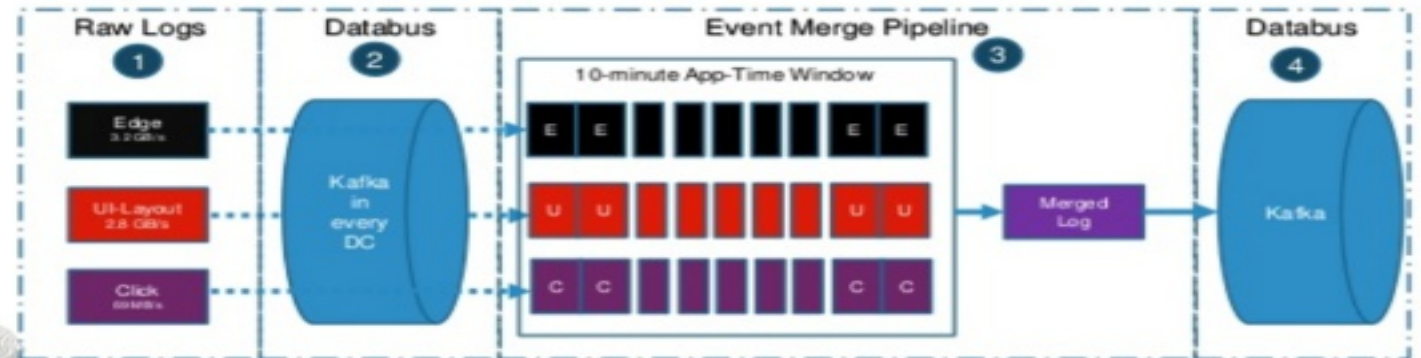 Raw Logs
1
Edge
3.2 GB/s
UI-Layout
2.8 GB/s
Click
Databus
2
Kafka
in
every
DC
Event Merge Pipeline
3
10-minute App-Time Window
E E E E
U U U U
C C C C
Merged
Log
Databus
4
Kafka